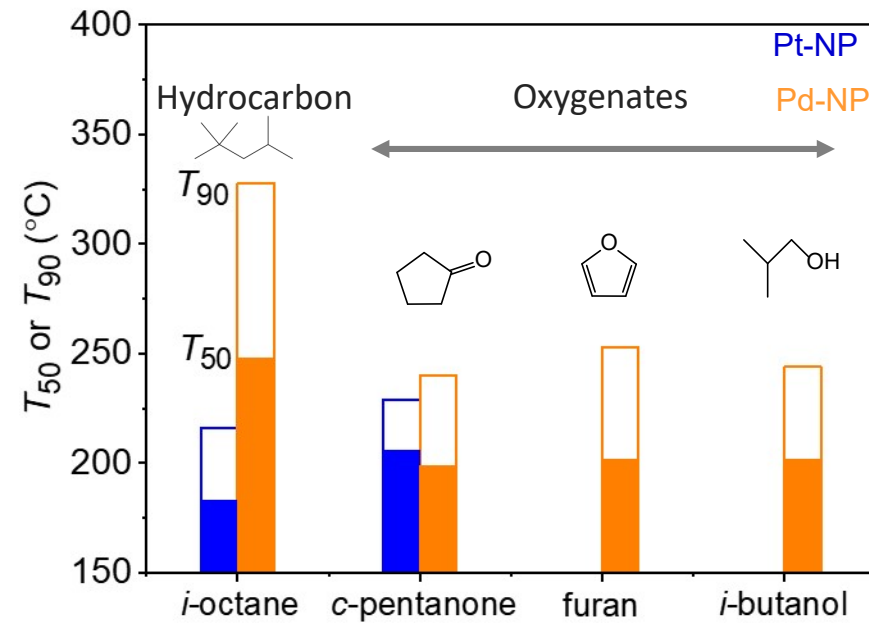 400
350
300
250
200
150
T50 or T90 (°C)
Pt-NP
Pd-NP
Hydrocarbon
Oxygenates
T90
T50
O
O
OH
i-octane
c-pentanone
furan
i-butanol